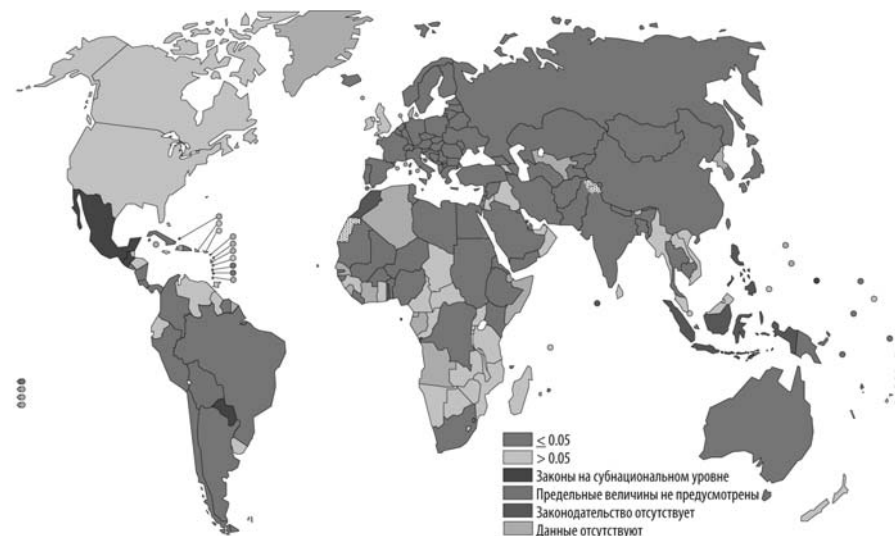 ≤ 0.05
> 0.05
Законы на субнациональном уровне
Предельные величины не предусмотрены
Законодательство отсутствует
Данные отсутствуют